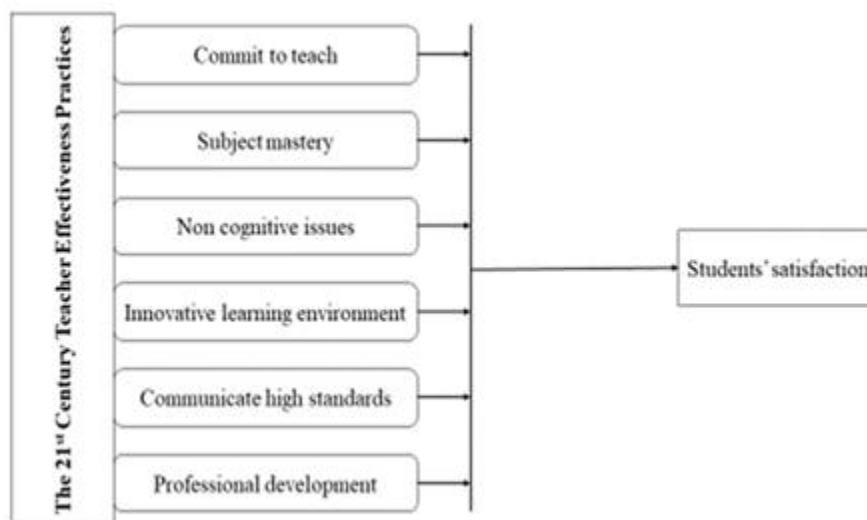 The 21st Century Teacher Effectiveness Practices
Commit to teach
Subject mastery
Non cognitive issues
Innovative learning environment
Communicate high standards
Professional development
Students’ satisfaction